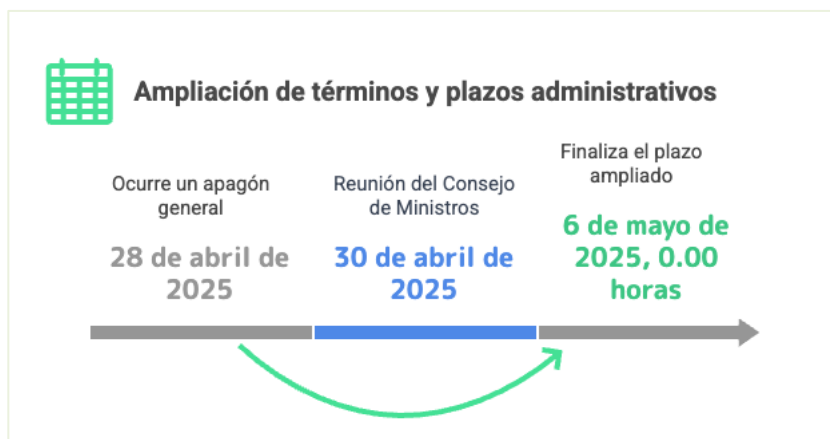 Ampliación de términos y plazos administrativos
Ocurre un apagón
general
28 de abril de
2025
Reunión del Consejo
de Ministros
30 de abril de
2025
Finaliza el plazo
ampliado
6 de mayo de
2025, 0.00
horas